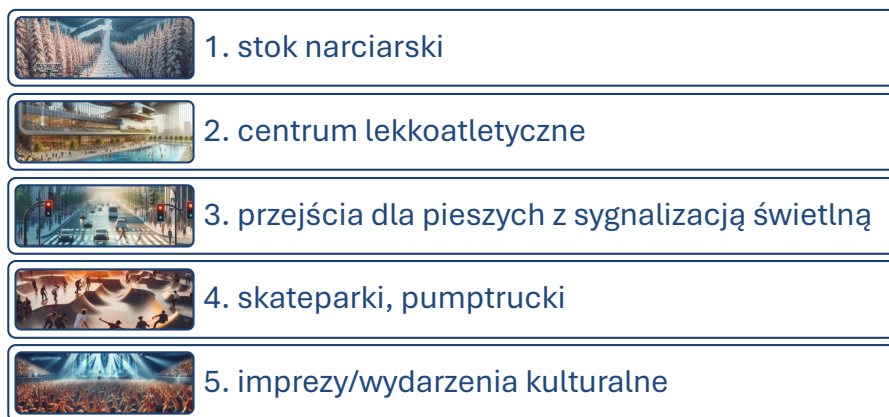 1. stok narciarski
2. centrum lekkoatletyczne
3. przejścia dla pieszych z sygnalizacją świetlną
4. skateparki, pumptrucki
5. imprezy/wydarzenia kulturalne